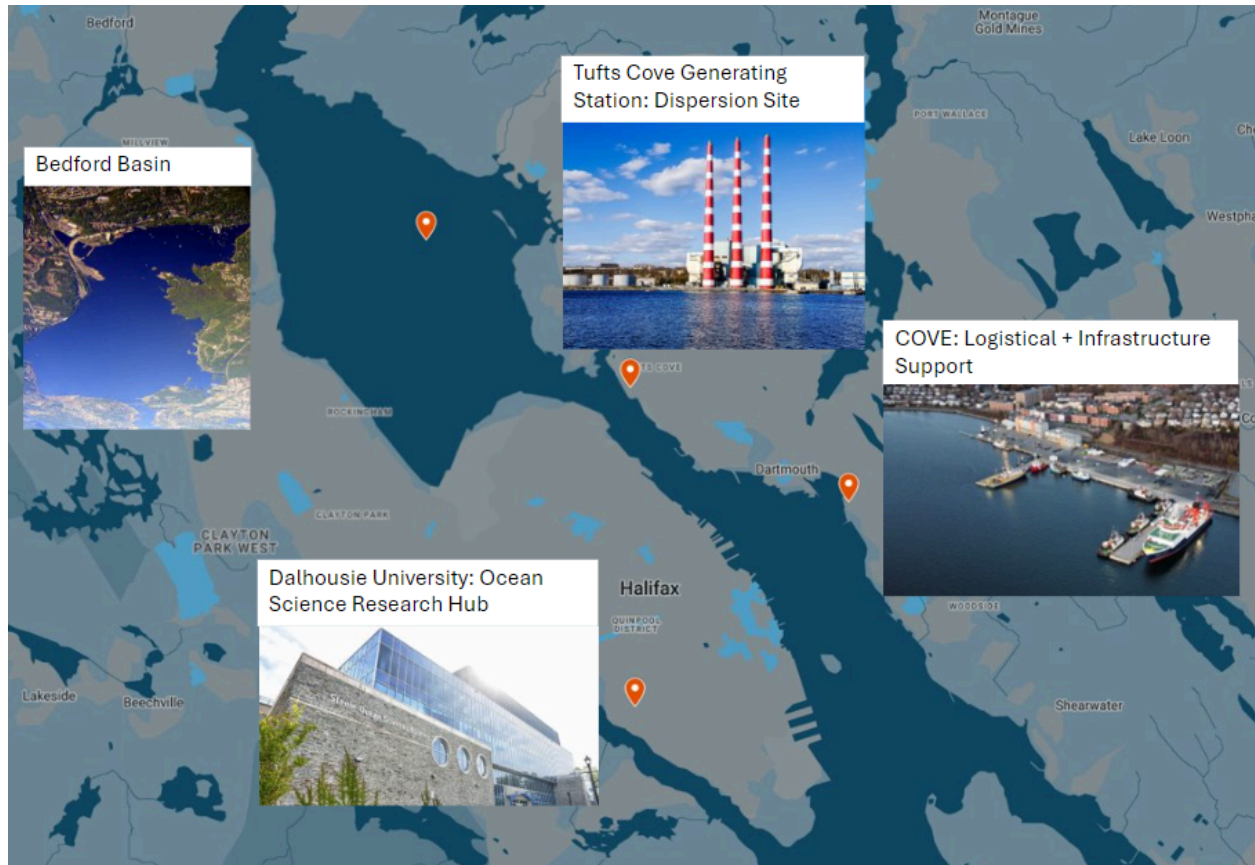 Bedford
Montague
Gold Mines
Tufts Cove Generating
Station: Dispersion Site
PORT WALLACE
Lake Loon
MILLVIEW
Bedford Basin
COVE: Logistical + Infrastructure
Support
TS COVE
ROCKINGHAM
Dartmouth
CLAYTON PARK
CLAYTON
PARK WEST
Dalhousie University: Ocean
Science Research Hub
Halifax
QUINPOOL
DISTRICT
WOODSIDE
Lakeside
Beechville
Shearwater